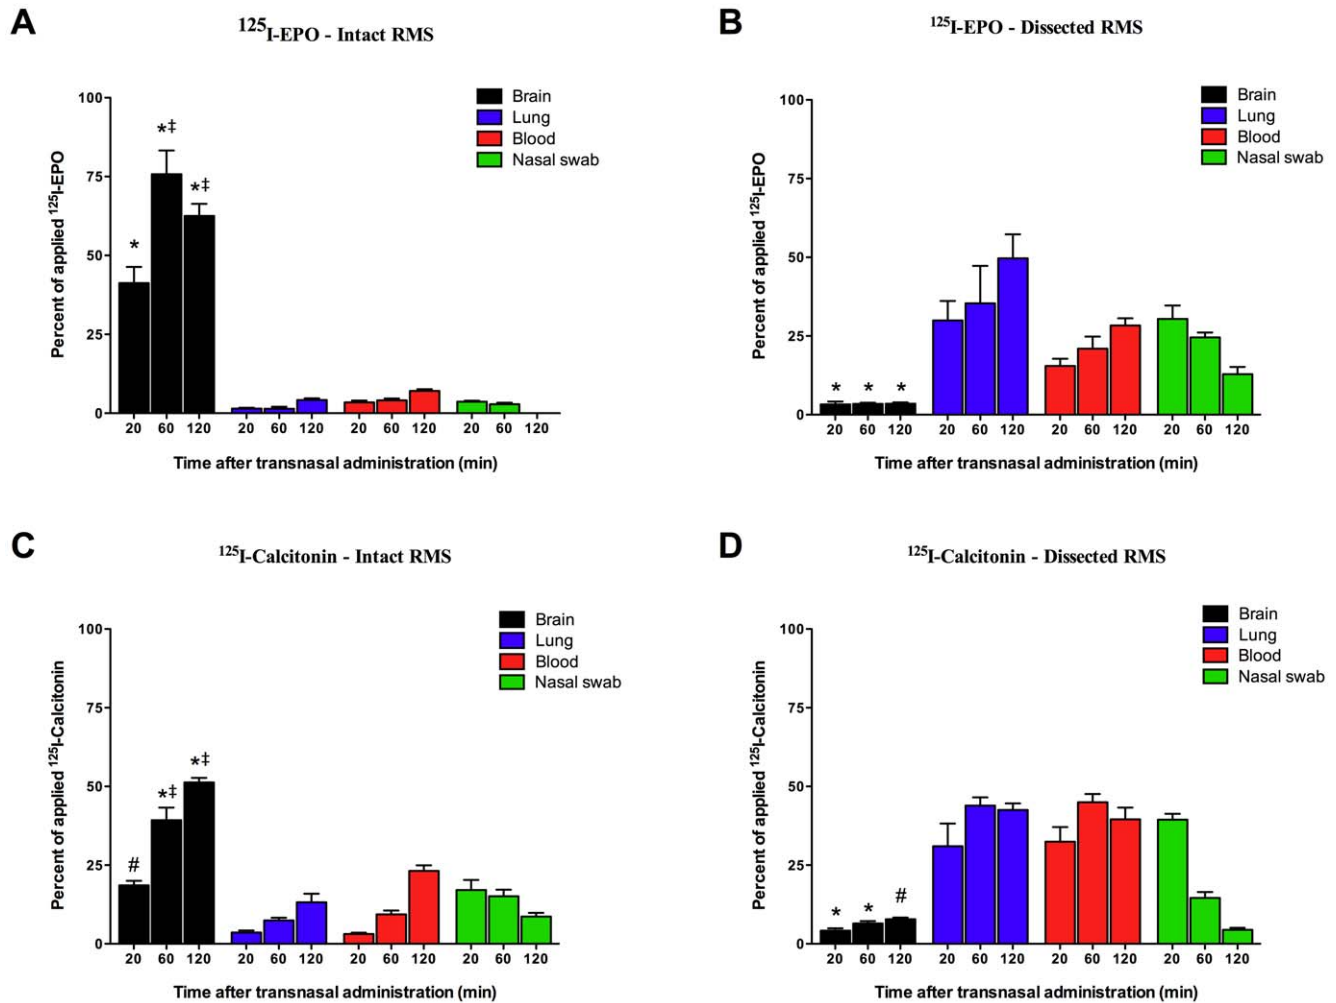 A
¹²⁵I-EPO - Intact RMS
Brain
Lung
Blood
Nasal swab
Percent of applied ¹²⁵I-EPO
100
75
50
25
0
*
*‡
*‡
20 60 120 20 60 120 20 60 120 20 60 120
Time after transnasal administration (min)
B
¹²⁵I-EPO - Dissected RMS
Brain
Lung
Blood
Nasal swab
Percent of applied ¹²⁵I-EPO
100
75
50
25
0
* * *
20 60 120 20 60 120 20 60 120 20 60 120
Time after transnasal administration (min)
C
¹²⁵I-Calcitonin - Intact RMS
Brain
Lung
Blood
Nasal swab
Percent of applied ¹²⁵I-Calcitonin
100
75
50
25
0
#
*‡
*‡
20 60 120 20 60 120 20 60 120 20 60 120
Time after transnasal administration (min)
D
¹²⁵I-Calcitonin - Dissected RMS
Brain
Lung
Blood
Nasal swab
Percent of applied ¹²⁵I-Calcitonin
100
75
50
25
0
* * #
20 60 120 20 60 120 20 60 120 20 60 120
Time after transnasal administration (min)